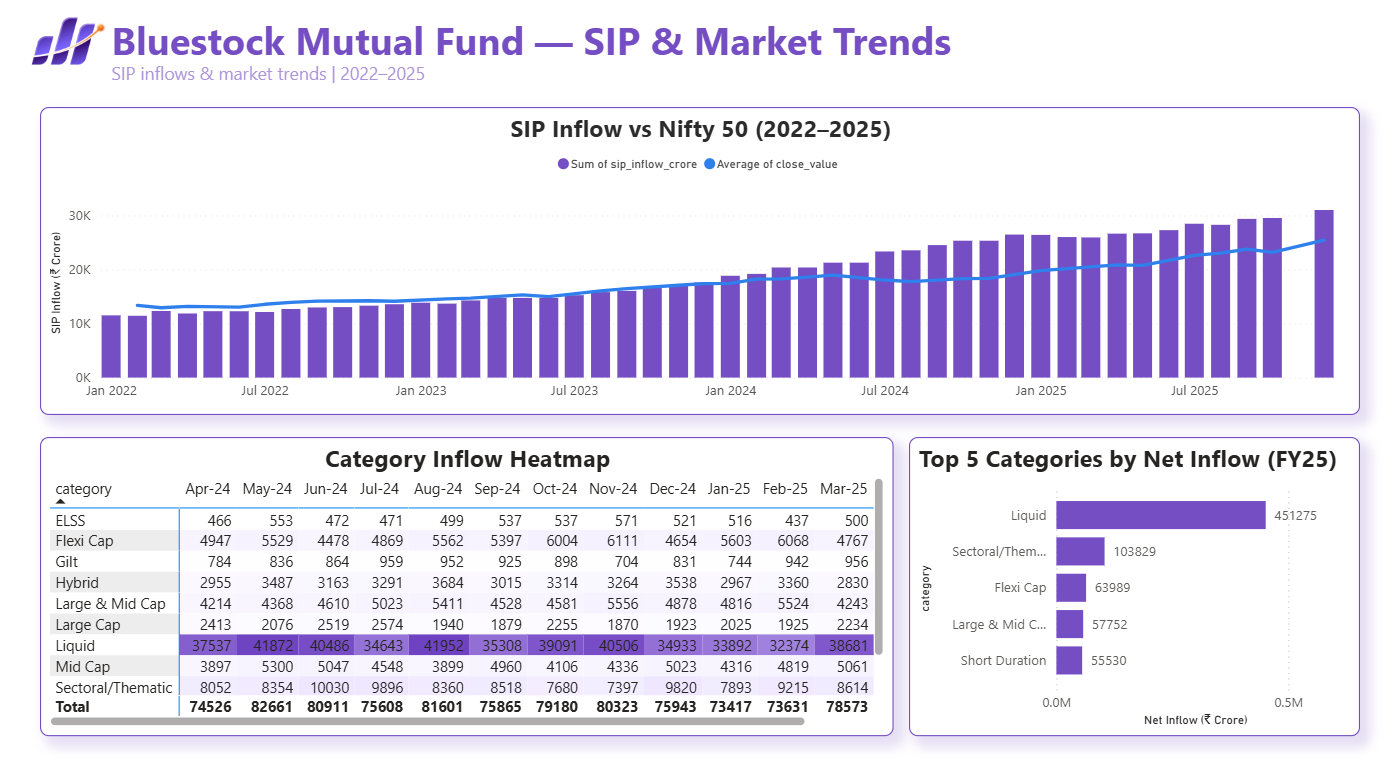 Bluestock Mutual Fund — SIP & Market Trends
SIP inflows & market trends | 2022–2025
SIP Inflow vs Nifty 50 (2022–2025)
Sum of sip_inflow_crore Average of close_value
SIP Inflow (₹ Crore)
30K
20K
10K
0K
Jan 2022 Jul 2022 Jan 2023 Jul 2023 Jan 2024 Jul 2024 Jan 2025 Jul 2025
Category Inflow Heatmap
category Apr-24 May-24 Jun-24 Jul-24 Aug-24 Sep-24 Oct-24 Nov-24 Dec-24 Jan-25 Feb-25 Mar-25
ELSS 466 553 472 471 499 537 537 571 521 516 437 500
Flexi Cap 4947 5529 4478 4869 5562 5397 6004 6111 4654 5603 6068 4767
Gilt 784 836 864 959 952 925 898 704 831 744 942 956
Hybrid 2955 3487 3163 3291 3684 3015 3314 3264 3538 2967 3360 2830
Large & Mid Cap 4214 4368 4610 5023 5411 4528 4581 5556 4878 4816 5524 4243
Large Cap 2413 2076 2519 2574 1940 1879 2255 1870 1923 2025 1925 2234
Liquid 37537 41872 40486 34643 41952 35308 39091 40506 34933 33892 32374 38681
Mid Cap 3897 5300 5047 4548 3899 4960 4106 4336 5023 4316 4819 5061
Sectoral/Thematic 8052 8354 10030 9896 8360 8518 7680 7397 9820 7893 9215 8614
Total 74526 82661 80911 75608 81601 75865 79180 80323 75943 73417 73631 78573
Top 5 Categories by Net Inflow (FY25)
category
Liquid 451275
Sectoral/Them... 103829
Flexi Cap 63989
Large & Mid C... 57752
Short Duration 55530
0.0M 0.5M
Net Inflow (₹ Crore)